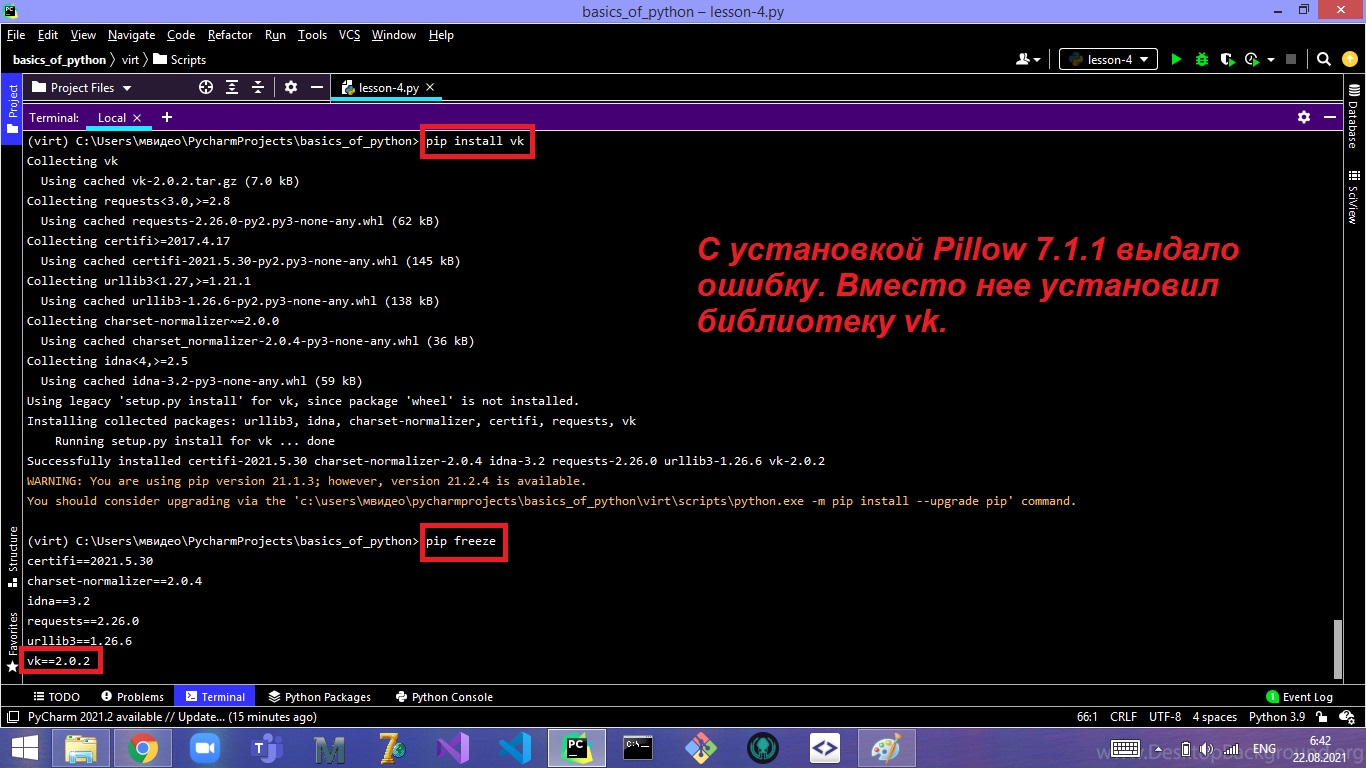 basics_of_python – lesson-4.py
File Edit View Navigate Code Refactor Run Tools VCS Window Help
basics_of_python virt Scripts
lesson-4
Project Files
lesson-4.py
Project
Terminal: Local
Database
SciView
(virt) C:\Users\мвидео\PycharmProjects\basics_of_python> pip install vk
Collecting vk
Using cached vk-2.0.2.tar.gz (7.0 kB)
Collecting requests<3.0,>=2.8
Using cached requests-2.26.0-py2.py3-none-any.whl (62 kB)
Collecting certifi>=2017.4.17
Using cached certifi-2021.5.30-py2.py3-none-any.whl (145 kB)
Collecting urllib3<1.27,>=1.21.1
Using cached urllib3-1.26.6-py2.py3-none-any.whl (138 kB)
Collecting charset-normalizer~=2.0.0
Using cached charset_normalizer-2.0.4-py3-none-any.whl (36 kB)
Collecting idna<4,>=2.5
Using cached idna-3.2-py3-none-any.whl (59 kB)
Using legacy 'setup.py install' for vk, since package 'wheel' is not installed.
Installing collected packages: urllib3, idna, charset-normalizer, certifi, requests, vk
Running setup.py install for vk ... done
Successfully installed certifi-2021.5.30 charset-normalizer-2.0.4 idna-3.2 requests-2.26.0 urllib3-1.26.6 vk-2.0.2
WARNING: You are using pip version 21.1.3; however, version 21.2.4 is available.
You should consider upgrading via the 'c:\users\мвидео\pycharmprojects\basics_of_python\virt\scripts\python.exe -m pip install --upgrade pip' command.
С установкой Pillow 7.1.1 выдало
ошибку. Вместо нее установил
библиотеку vk.
(virt) C:\Users\мвидео\PycharmProjects\basics_of_python> pip freeze
certifi==2021.5.30
charset-normalizer==2.0.4
idna==3.2
requests==2.26.0
urllib3==1.26.6
vk==2.0.2
Structure
Favorites
TODO Problems Terminal Python Packages Python Console 1 Event Log
PyCharm 2021.2 available // Update... (15 minutes ago) 66:1 CRLF UTF-8 4 spaces Python 3.9
ENG
6:42
22.08.2021
www.DesktopBackground.org